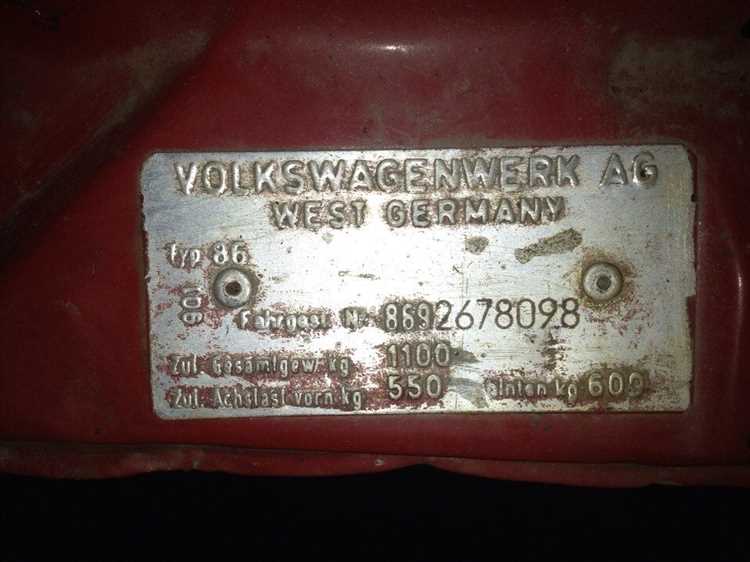 VOLKSWAGENWERK AG
WEST GERMANY
typ 86
Fahrgest. Nr. 8692678098
Zul. Gesamtgew. kg 1100
Zul. Achslast vorn kg 550 hinten kg 600